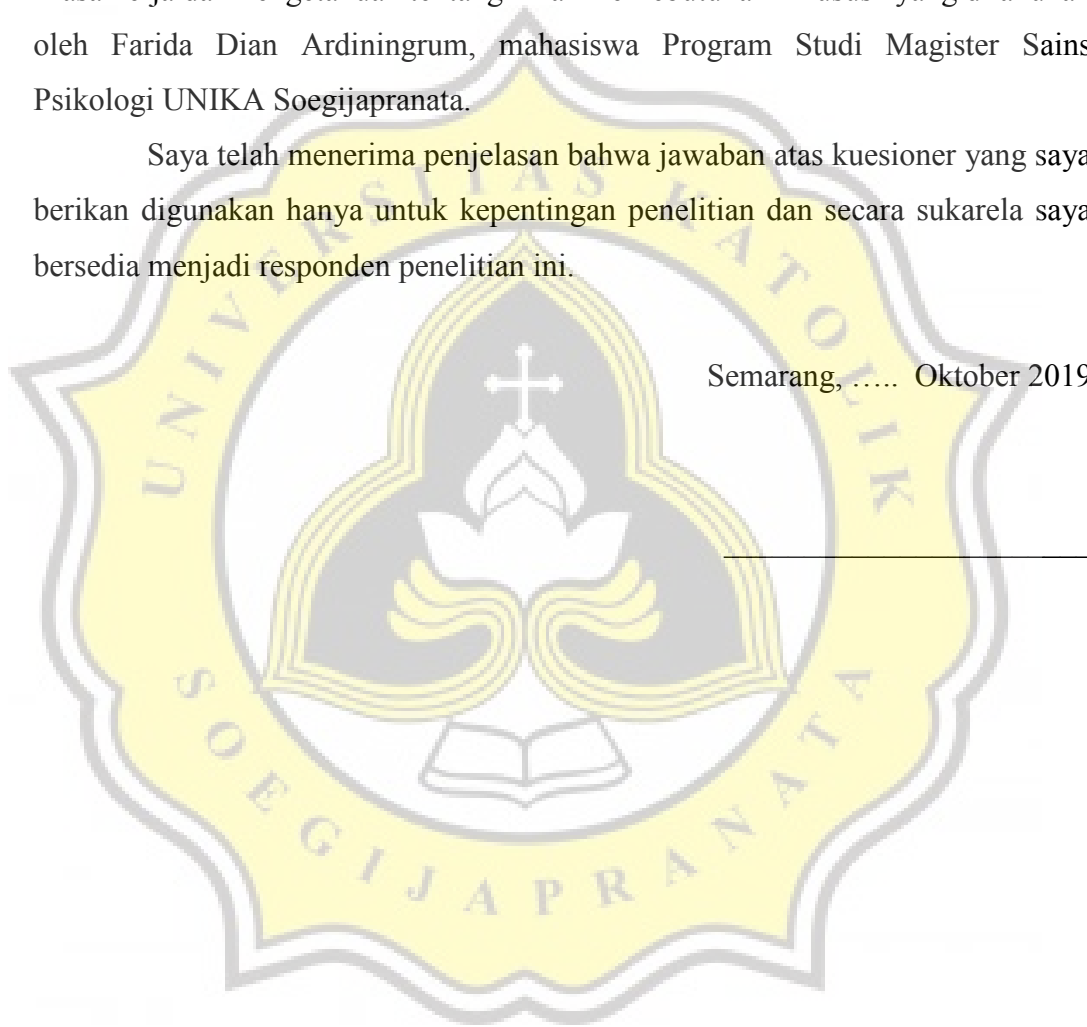 oleh Farida Dian Ardiningrum, mahasiswa Program Studi Magister Sains
Psikologi UNIKA Soegijapranata.
Saya telah menerima penjelasan bahwa jawaban atas kuesioner yang saya
berikan digunakan hanya untuk kepentingan penelitian dan secara sukarela saya
bersedia menjadi responden penelitian ini.
Semarang, ….. Oktober 2019
UNIVERSITAS KATOLIK
SOEGIJAPRANATA